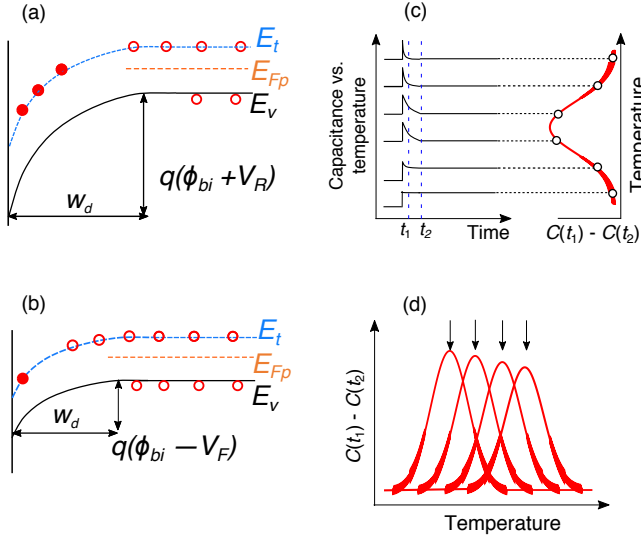 (a)
E_t
E_Fp
E_v
w_d
q(ϕ_bi +V_R)
(b)
E_t
E_Fp
E_v
w_d
q(ϕ_bi — V_F)
(c)
Capacitance vs.
temperature
t_1 t_2 Time
C(t_1) - C(t_2)
Temperature
(d)
C(t_1) - C(t_2)
Temperature